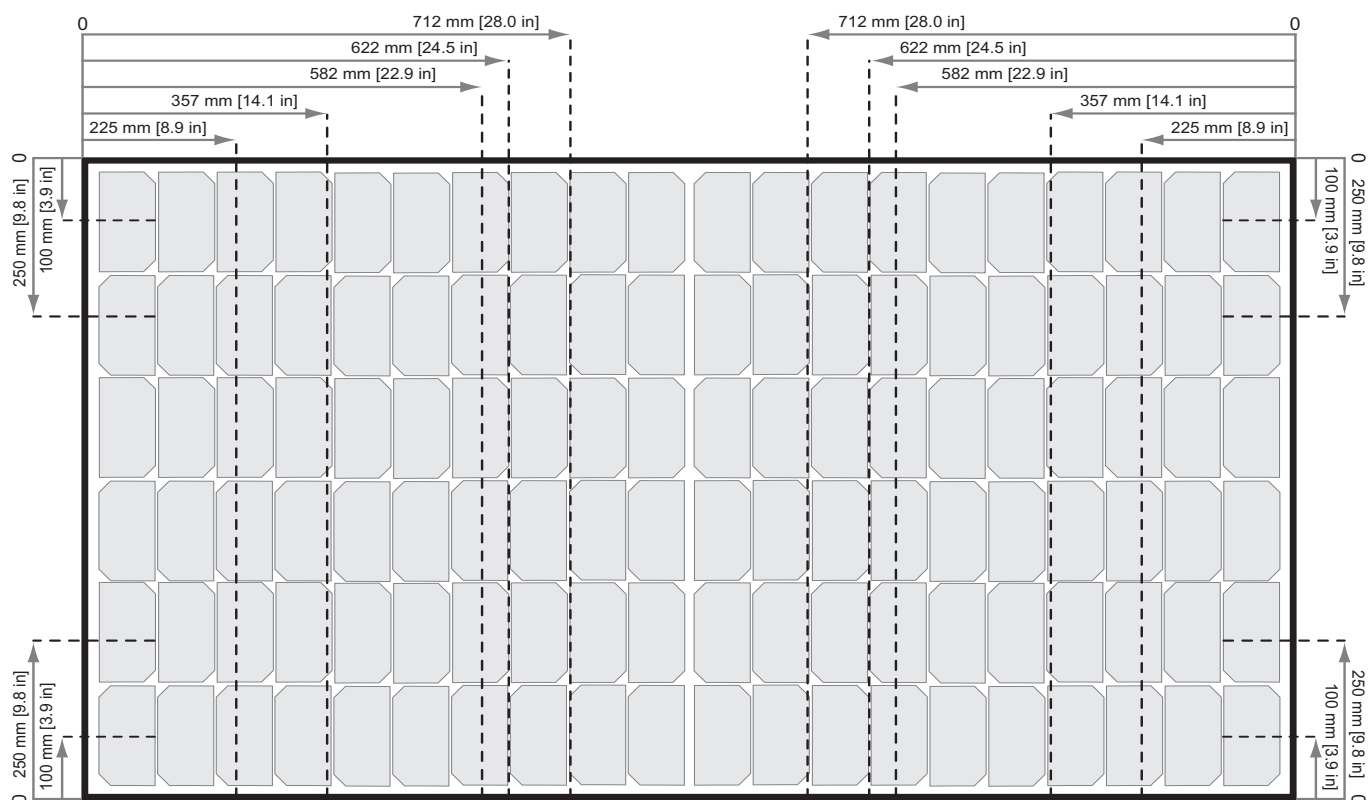 0
712 mm [28.0 in]
712 mm [28.0 in]
0
622 mm [24.5 in]
622 mm [24.5 in]
582 mm [22.9 in]
582 mm [22.9 in]
357 mm [14.1 in]
357 mm [14.1 in]
225 mm [8.9 in]
225 mm [8.9 in]
0
250 mm [9.8 in]
100 mm [3.9 in]
0
100 mm [3.9 in]
250 mm [9.8 in]
250 mm [9.8 in]
100 mm [3.9 in]
0
100 mm [3.9 in]
250 mm [9.8 in]
0